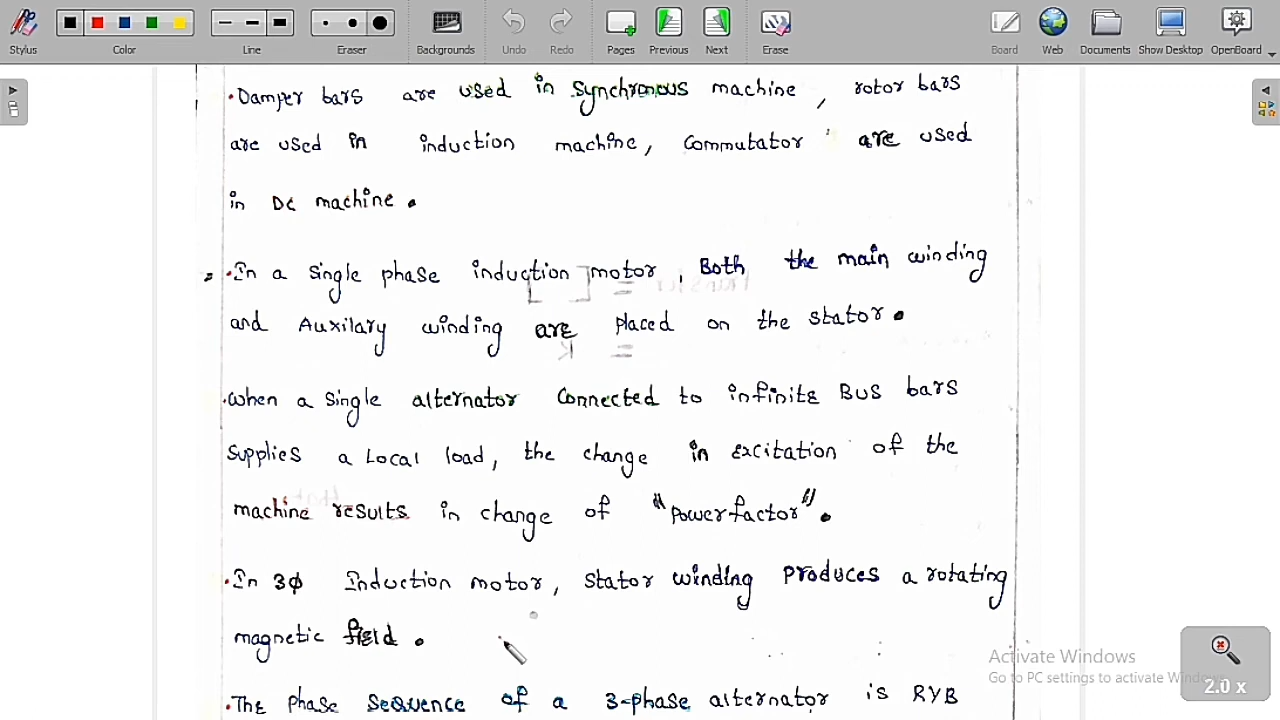 Stylus
Color
Line
Eraser
Backgrounds
Undo
Redo
Pages
Previous
Next
Erase
Board
Web
Documents
Show Desktop
OpenBoard
•Damper bars are used in synchronous machine, rotor bars
are used in induction machine, commutator are used
in DC machine.
•In a single phase induction motor, Both the main winding
and Auxilary winding are placed on the stator.
•when a single alternator connected to infinite Bus bars
supplies a Local load, the change in excitation of the
machine results in change of "Powerfactor".
•In 3ϕ Induction motor, stator winding produces a rotating
magnetic field.
•The phase sequence of a 3-phase alternator is RYB
Activate Windows
Go to PC settings to activate Windows.
2.0 x